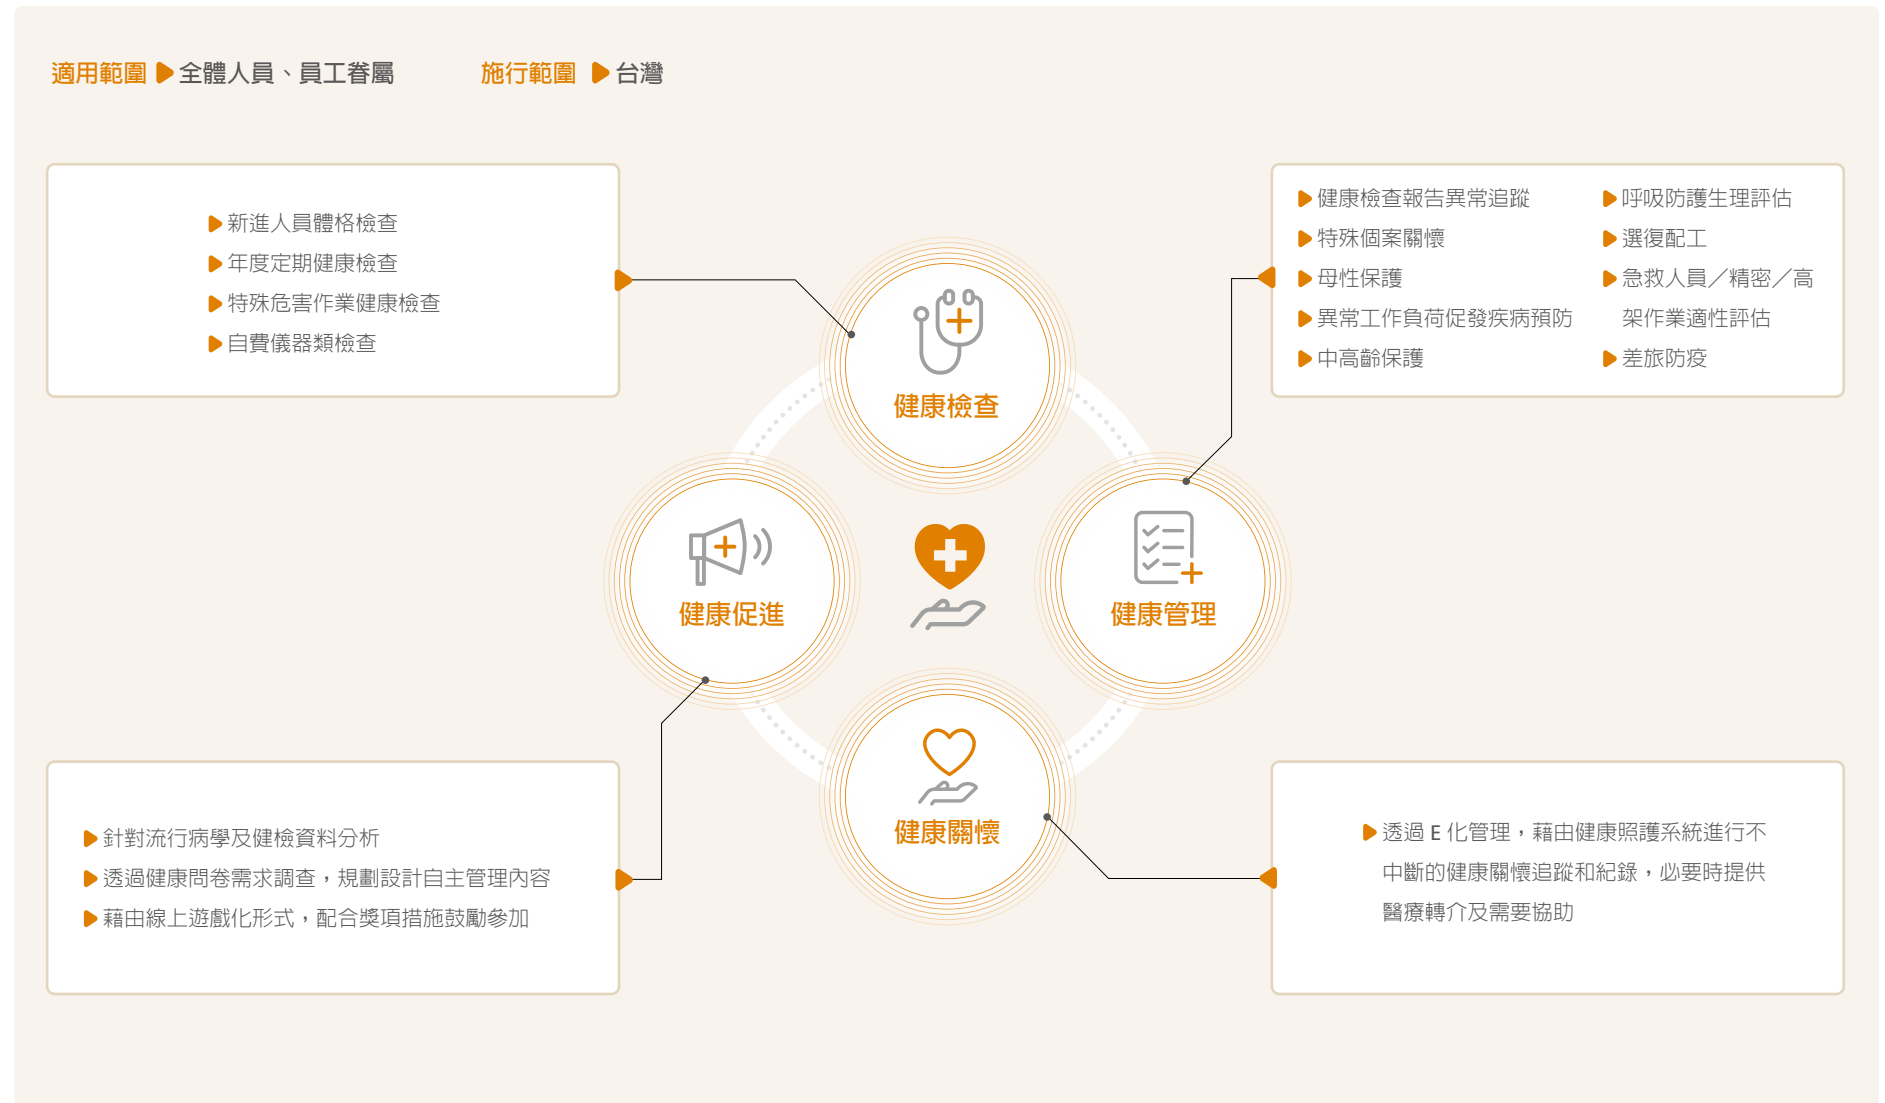 適用範圍 全體人員、員工眷屬
施行範圍 台灣
新進人員體格檢查
年度定期健康檢查
特殊危害作業健康檢查
自費儀器類檢查
健康檢查
健康檢查報告異常追蹤
特殊個案關懷
母性保護
異常工作負荷促發疾病預防
中高齡保護
呼吸防護生理評估
選復配工
急救人員／精密／高
架作業適性評估
差旅防疫
健康促進
健康管理
健康關懷
針對流行病學及健檢資料分析
透過健康問卷需求調查，規劃設計自主管理內容
藉由線上遊戲化形式，配合獎項措施鼓勵參加
透過 E 化管理，藉由健康照護系統進行不
中斷的健康關懷追蹤和紀錄，必要時提供
醫療轉介及需要協助